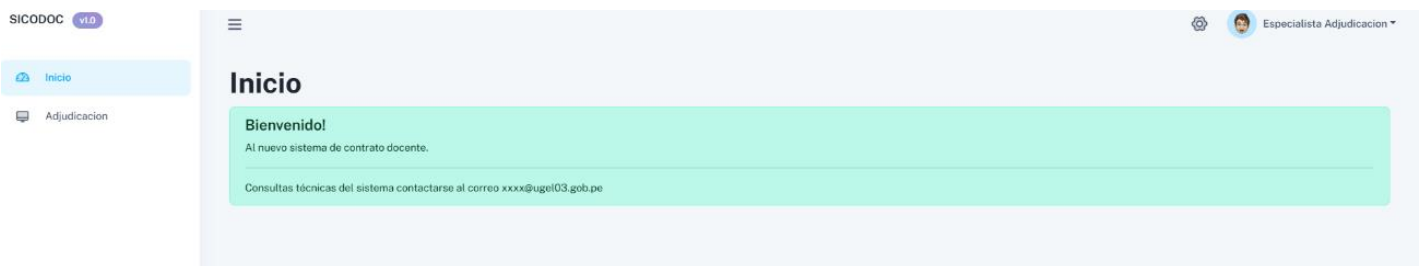 SICODOC v1.0
Especialista Adjudicacion
Inicio
Adjudicacion
Inicio
Bienvenido!
Al nuevo sistema de contrato docente.
Consultas técnicas del sistema contactarse al correo xxxx@ugel03.gob.pe